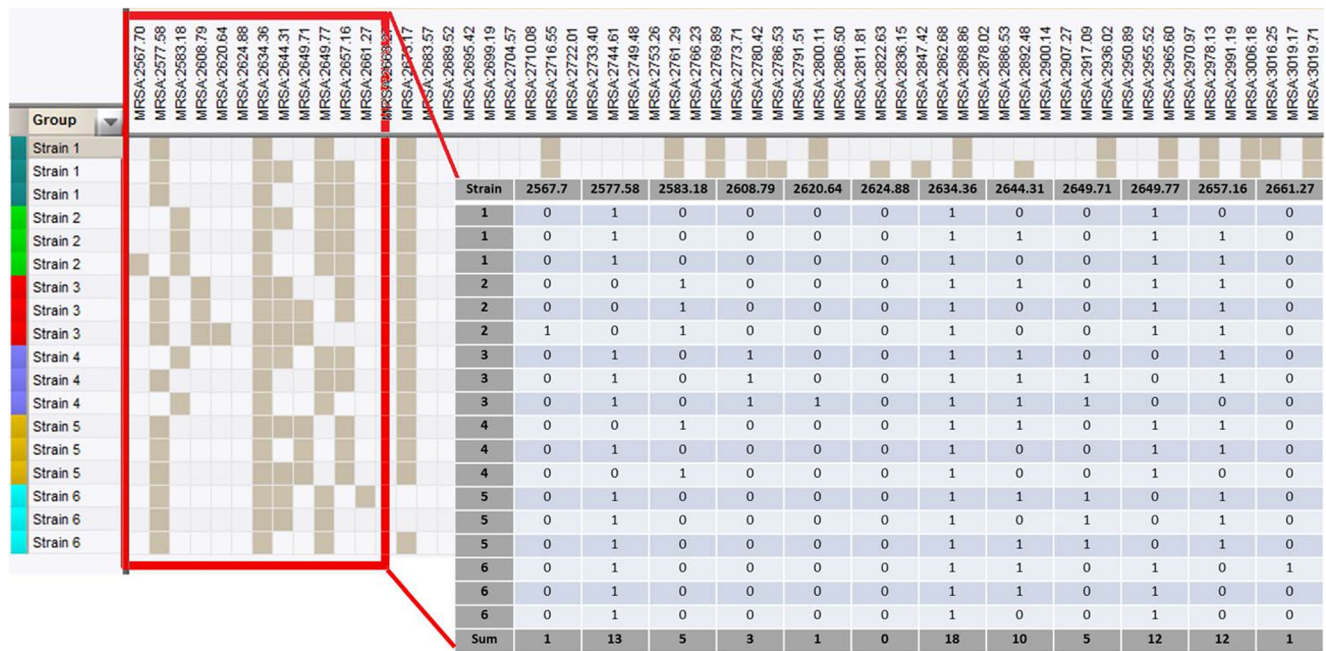 MRSA-2567.70 MRSA-2577.58 MRSA-2583.18 MRSA-2608.79 MRSA-2620.64 MRSA-2624.88 MRSA-2634.36 MRSA-2644.31 MRSA-2649.71 MRSA-2649.77 MRSA-2657.16 MRSA-2661.27 MRSA-2683.57 MRSA-2689.52 MRSA-2695.42 MRSA-2699.19 MRSA-2704.57 MRSA-2710.08 MRSA-2716.55 MRSA-2722.01 MRSA-2733.40 MRSA-2744.61 MRSA-2749.48 MRSA-2753.26 MRSA-2761.29 MRSA-2766.23 MRSA-2769.89 MRSA-2773.71 MRSA-2780.42 MRSA-2786.53 MRSA-2791.51 MRSA-2800.11 MRSA-2800.50 MRSA-2811.81 MRSA-2822.63 MRSA-2836.15 MRSA-2847.42 MRSA-2862.68 MRSA-2868.86 MRSA-2878.02 MRSA-2886.53 MRSA-2892.48 MRSA-2900.14 MRSA-2907.27 MRSA-2917.09 MRSA-2936.02 MRSA-2950.89 MRSA-2955.52 MRSA-2965.60 MRSA-2970.97 MRSA-2978.13 MRSA-2991.19 MRSA-3006.18 MRSA-3016.25 MRSA-3019.17 MRSA-3019.71
Group
Strain 1
Strain 1
Strain 1
Strain 2
Strain 2
Strain 2
Strain 3
Strain 3
Strain 3
Strain 4
Strain 4
Strain 4
Strain 5
Strain 5
Strain 5
Strain 6
Strain 6
Strain 6
Strain 2567.7 2577.58 2583.18 2608.79 2620.64 2624.88 2634.36 2644.31 2649.71 2649.77 2657.16 2661.27
1 0 1 0 0 0 0 1 0 0 1 0 0
1 0 1 0 0 0 0 1 1 0 1 1 0
1 0 1 0 0 0 0 1 0 0 1 1 0
2 0 0 1 0 0 0 1 1 0 1 1 0
2 0 0 1 0 0 0 1 0 0 1 1 0
2 1 0 1 0 0 0 1 0 0 1 1 0
3 0 1 0 1 0 0 1 1 0 0 1 0
3 0 1 0 1 0 0 1 1 1 0 1 0
3 0 1 0 1 1 0 1 1 1 0 0 0
4 0 0 1 0 0 0 1 1 0 1 1 0
4 0 1 0 0 0 0 1 0 0 1 1 0
4 0 0 1 0 0 0 1 0 0 1 0 0
5 0 1 0 0 0 0 1 1 1 0 1 0
5 0 1 0 0 0 0 1 0 1 0 1 0
5 0 1 0 0 0 0 1 1 1 0 1 0
6 0 1 0 0 0 0 1 1 0 1 0 1
6 0 1 0 0 0 0 1 1 0 1 0 0
6 0 1 0 0 0 0 1 0 0 1 0 0
Sum 1 13 5 3 1 0 18 10 5 12 12 1